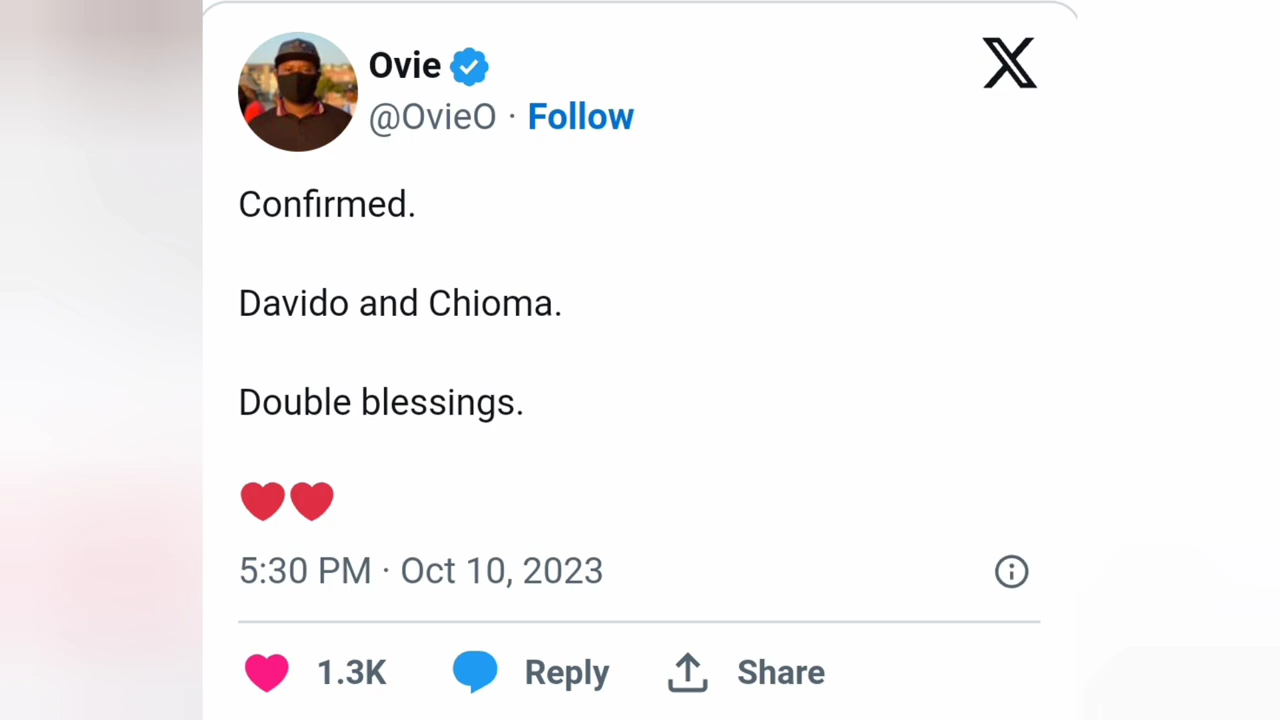 Ovie
@OvieO · Follow
Confirmed.
Davido and Chioma.
Double blessings.
❤️❤️
5:30 PM · Oct 10, 2023
1.3K Reply Share